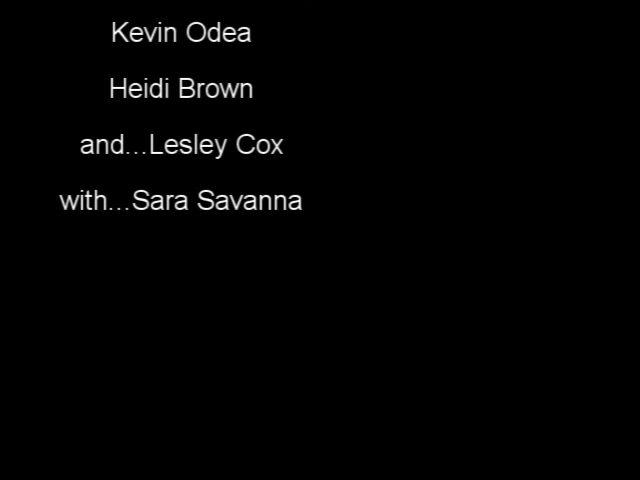 Kevin Odea
Heidi Brown
and...Lesley Cox
with...Sara Savanna